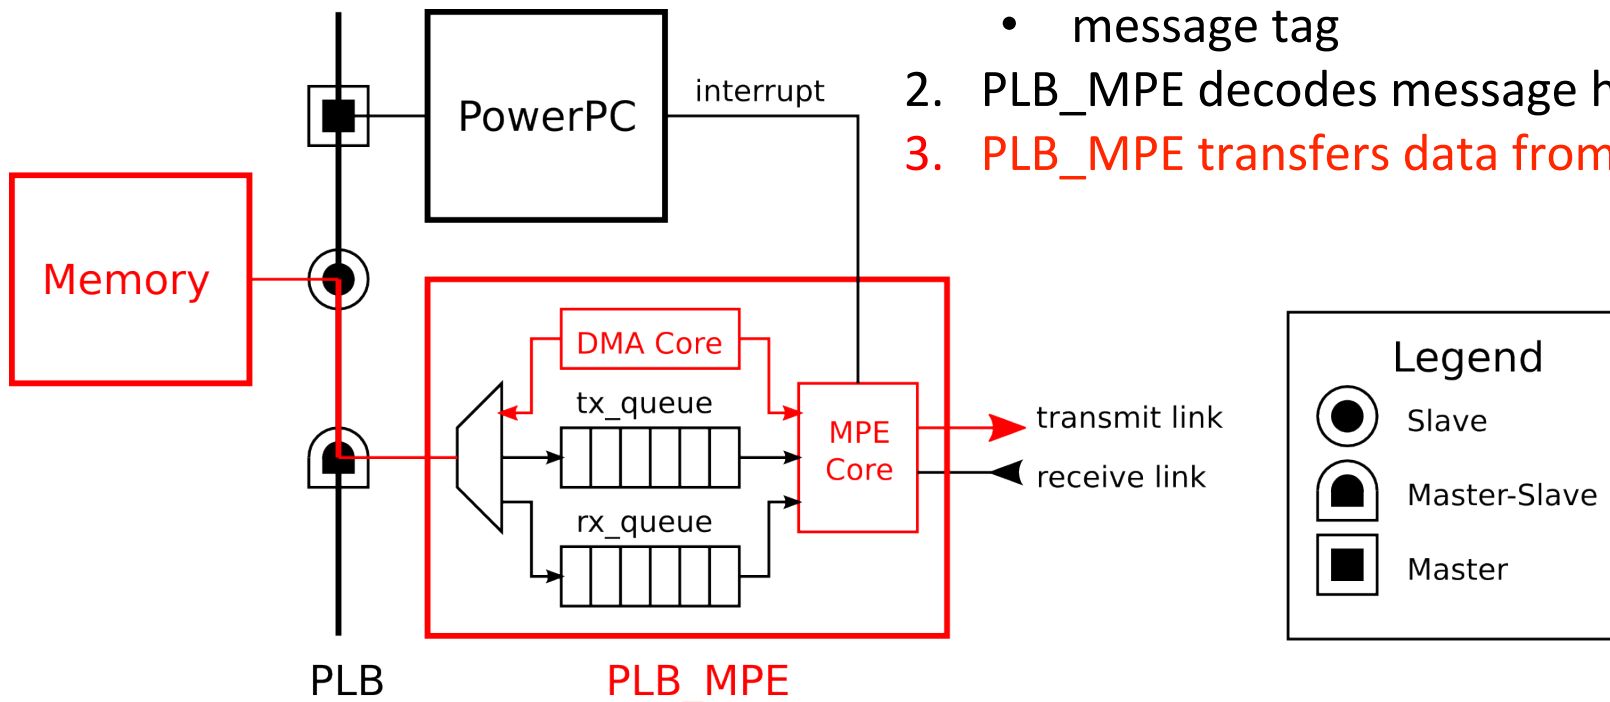 • message tag
2. PLB_MPE decodes message h
3. PLB_MPE transfers data from
interrupt
PowerPC
Memory
DMA Core
tx_queue
MPE
Core
rx_queue
transmit link
receive link
Legend
Slave
Master-Slave
Master
PLB
PLB_MPE